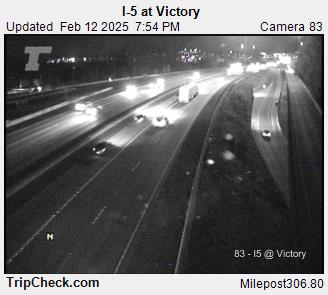 I-5 at Victory
Updated Feb 12 2025 7:54 PM Camera 83
T
N
83 - I5 @ Victory
TripCheck.com Milepost306.80